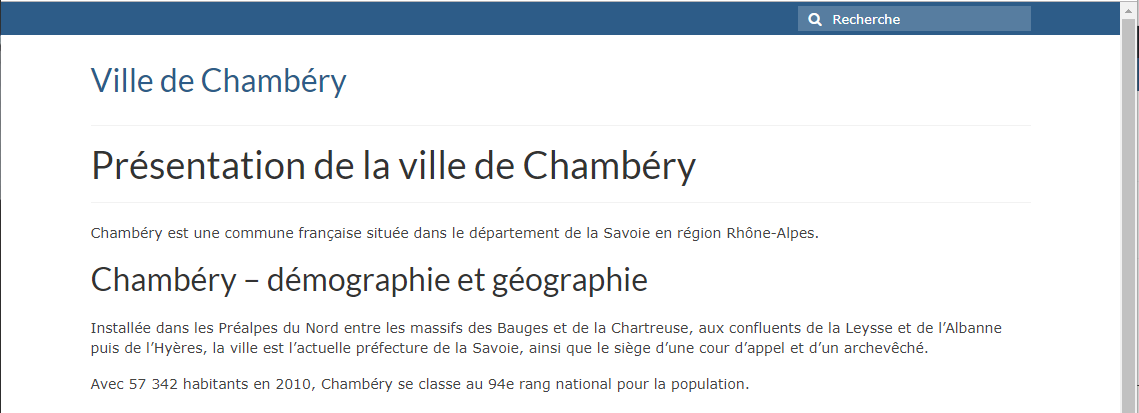 Recherche
Ville de Chambéry
Présentation de la ville de Chambéry
Chambéry est une commune française située dans le département de la Savoie en région Rhône-Alpes.
Chambéry – démographie et géographie
Installée dans les Préalpes du Nord entre les massifs des Bauges et de la Chartreuse, aux confluents de la Leysse et de l’Albanne
puis de l’Hyères, la ville est l’actuelle préfecture de la Savoie, ainsi que le siège d’une cour d’appel et d’un archevêché.
Avec 57 342 habitants en 2010, Chambéry se classe au 94e rang national pour la population.